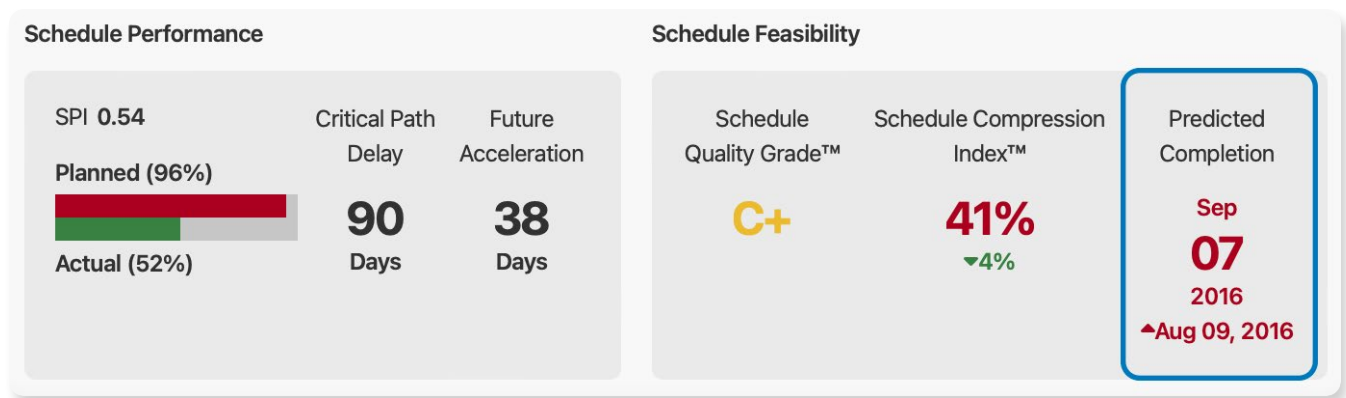 Schedule Performance
SPI 0.54
Planned (96%)
Actual (52%)
Critical Path
Delay
90
Days
Future
Acceleration
38
Days
Schedule Feasibility
Schedule
Quality Grade™
C+
Schedule Compression
Index™
41%
▼4%
Predicted
Completion
Sep
07
2016
▲Aug 09, 2016